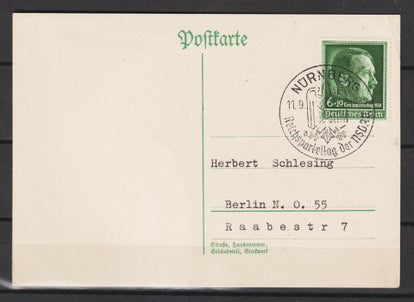 Postkarte
NÜRNBERG
11.9.
Reichsparteitag der NSDAP
6+19 Reichsparteitag 1938
Deutsches Reich
Herbert Schlesing
Berlin N. O. 55
Raabestr 7
Straße, Hausnummer,
Gebäudeteil, Stockwerk